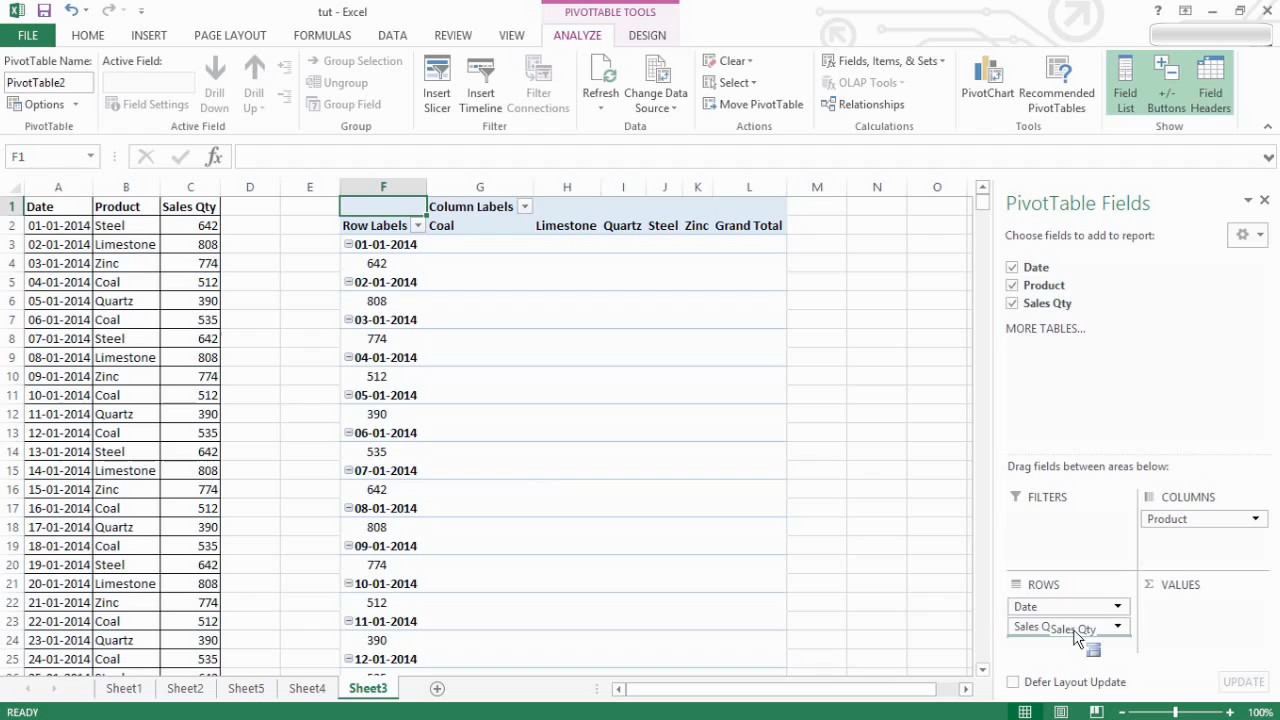 tut - Excel
PIVOTTABLE TOOLS
FILE HOME INSERT PAGE LAYOUT FORMULAS DATA REVIEW VIEW ANALYZE DESIGN
PivotTable Name:
PivotTable2
Options
PivotTable
Active Field:
Field Settings
Drill Down
Drill Up
Active Field
Group Selection
Ungroup
Group Field
Group
Insert Slicer
Insert Timeline
Filter Connections
Filter
Refresh
Change Data Source
Data
Clear
Select
Move PivotTable
Actions
Fields, Items, & Sets
OLAP Tools
Relationships
Calculations
PivotChart
Recommended PivotTables
Tools
Field List
+/- Buttons
Field Headers
Show
F1
fx
A B C D E F G H I J K L M N O
1 Date Product Sales Qty Column Labels
2 01-01-2014 Steel 642 Row Labels Coal Limestone Quartz Steel Zinc Grand Total
3 02-01-2014 Limestone 808 01-01-2014
4 03-01-2014 Zinc 774 642
5 04-01-2014 Coal 512 02-01-2014
6 05-01-2014 Quartz 390 808
7 06-01-2014 Coal 535 03-01-2014
8 07-01-2014 Steel 642 774
9 08-01-2014 Limestone 808 04-01-2014
10 09-01-2014 Zinc 774 512
11 10-01-2014 Coal 512 05-01-2014
12 11-01-2014 Quartz 390 390
13 12-01-2014 Coal 535 06-01-2014
14 13-01-2014 Steel 642 535
15 14-01-2014 Limestone 808 07-01-2014
16 15-01-2014 Zinc 774 642
17 16-01-2014 Coal 512 08-01-2014
18 17-01-2014 Quartz 390 808
19 18-01-2014 Coal 535 09-01-2014
20 19-01-2014 Steel 642 774
21 20-01-2014 Limestone 808 10-01-2014
22 21-01-2014 Zinc 774 512
23 22-01-2014 Coal 512 11-01-2014
24 23-01-2014 Quartz 390 390
25 24-01-2014 Coal 535 12-01-2014
PivotTable Fields
Choose fields to add to report:
Date
Product
Sales Qty
MORE TABLES...
Drag fields between areas below:
FILTERS
COLUMNS
Product
ROWS
Date
Sales Q
Sales Qty
VALUES
Defer Layout Update
UPDATE
Sheet1 Sheet2 Sheet5 Sheet4 Sheet3
READY
100%